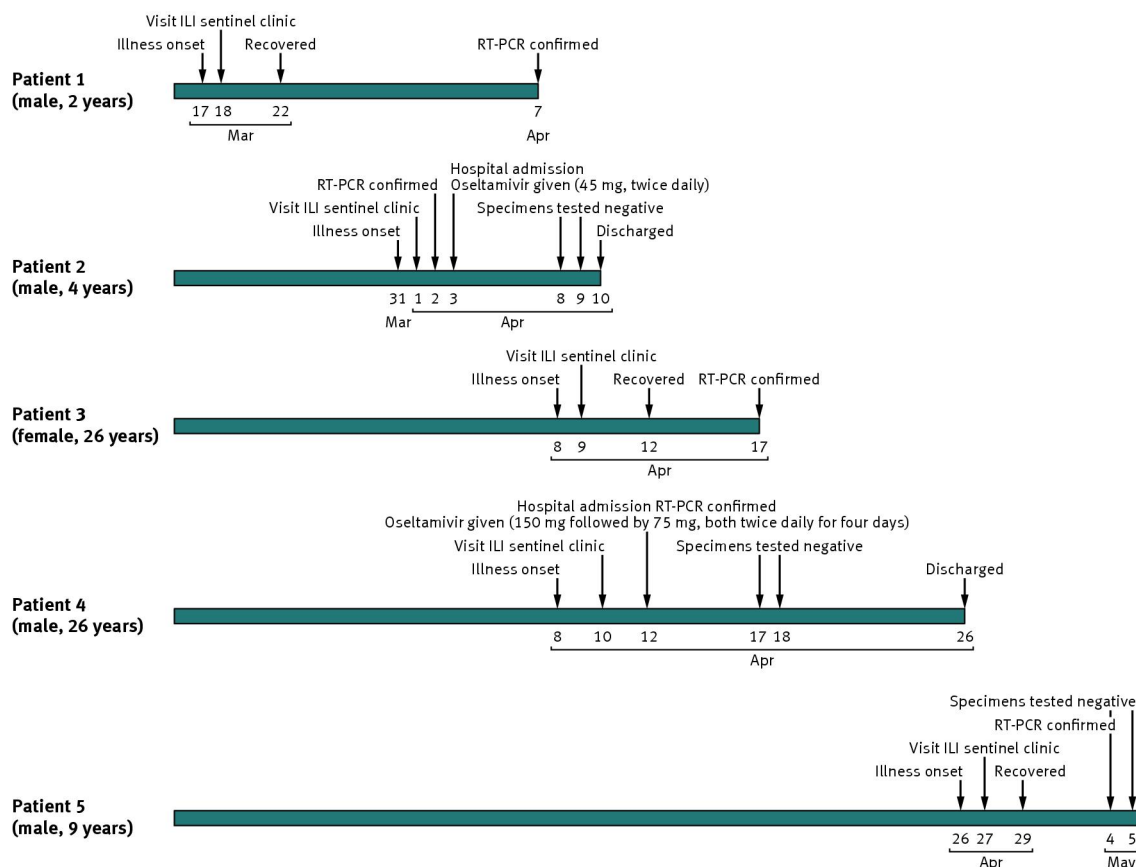 Visit ILI sentinel clinic
Illness onset
Recovered
RT-PCR confirmed
Patient 1
(male, 2 years)
17 18 22 7
Mar Apr
Hospital admission
RT-PCR confirmed
Oseltamivir given (45 mg, twice daily)
Visit ILI sentinel clinic
Specimens tested negative
Illness onset
Discharged
Patient 2
(male, 4 years)
31 1 2 3 8 9 10
Mar Apr
Visit ILI sentinel clinic
Illness onset
Recovered
RT-PCR confirmed
Patient 3
(female, 26 years)
8 9 12 17
Apr
Hospital admission RT-PCR confirmed
Oseltamivir given (150 mg followed by 75 mg, both twice daily for four days)
Visit ILI sentinel clinic
Specimens tested negative
Illness onset
Discharged
Patient 4
(male, 26 years)
8 10 12 17 18 26
Apr
Specimens tested negative
RT-PCR confirmed
Visit ILI sentinel clinic
Illness onset
Recovered
Patient 5
(male, 9 years)
26 27 29 4 5
Apr May